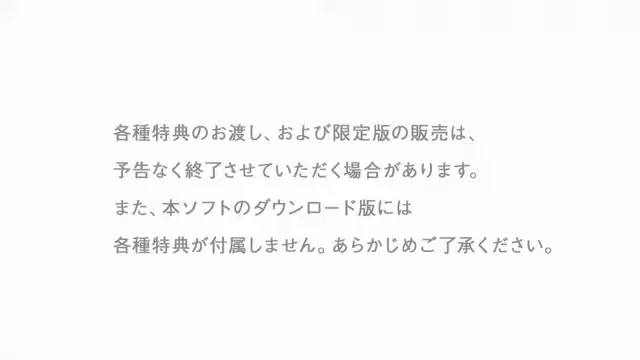 各種特典のお渡し、および限定版の販売は、
予告なく終了させていただく場合があります。
また、本ソフトのダウンロード版には
各種特典が付属しません。あらかじめご了承ください。